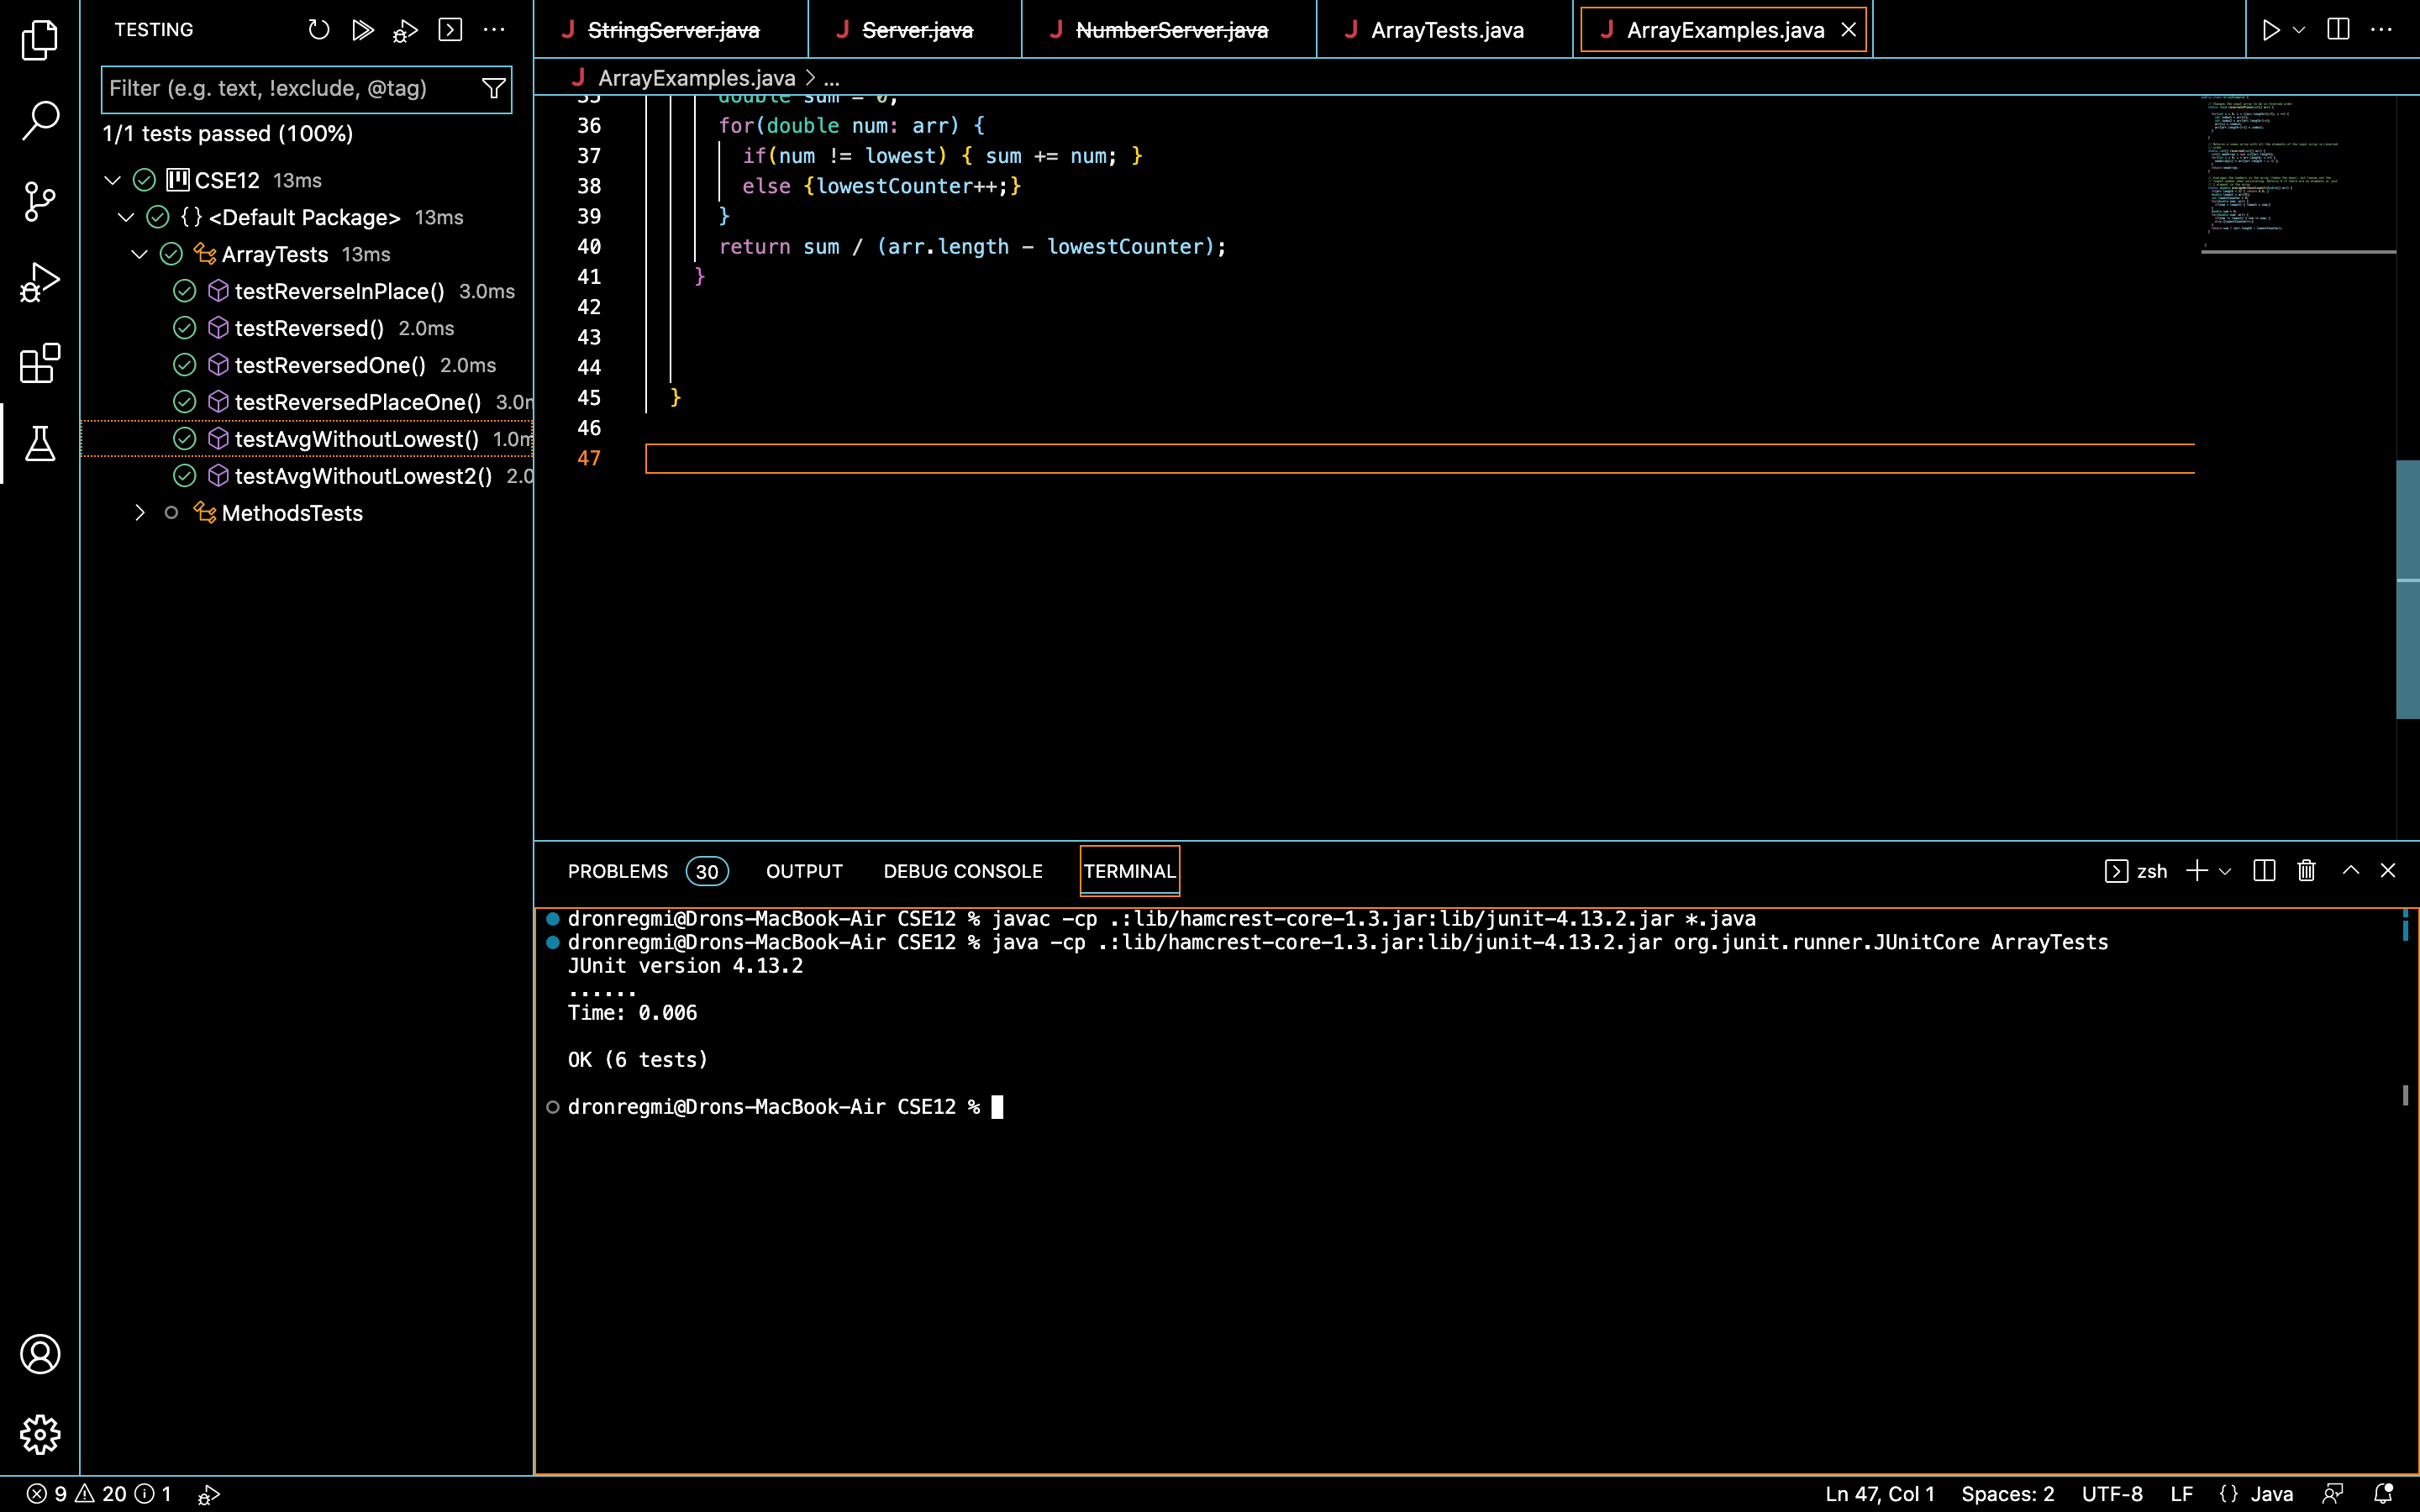 TESTING
Filter (e.g. text, !exclude, @tag)
1/1 tests passed (100%)
CSE12 13ms
{} <Default Package> 13ms
ArrayTests 13ms
testReverseInPlace() 3.0ms
testReversed() 2.0ms
testReversedOne() 2.0ms
testReversedPlaceOne() 3.0m
testAvgWithoutLowest() 1.0m
testAvgWithoutLowest2() 2.0
MethodsTests
J StringServer.java J Server.java J NumberServer.java J ArrayTests.java J ArrayExamples.java
J ArrayExamples.java > ...
35 double sum = 0;
36 for(double num: arr) {
37 if(num != lowest) { sum += num; }
38 else {lowestCounter++;}
39 }
40 return sum / (arr.length - lowestCounter);
41 }
42
43
44
45 }
46
47
PROBLEMS 30 OUTPUT DEBUG CONSOLE TERMINAL zsh
dronregmi@Drons-MacBook-Air CSE12 % javac -cp .:lib/hamcrest-core-1.3.jar:lib/junit-4.13.2.jar *.java
dronregmi@Drons-MacBook-Air CSE12 % java -cp .:lib/hamcrest-core-1.3.jar:lib/junit-4.13.2.jar org.junit.runner.JUnitCore ArrayTests
JUnit version 4.13.2
......
Time: 0.006
OK (6 tests)
dronregmi@Drons-MacBook-Air CSE12 %
9 20 1 Ln 47, Col 1 Spaces: 2 UTF-8 LF {} Java